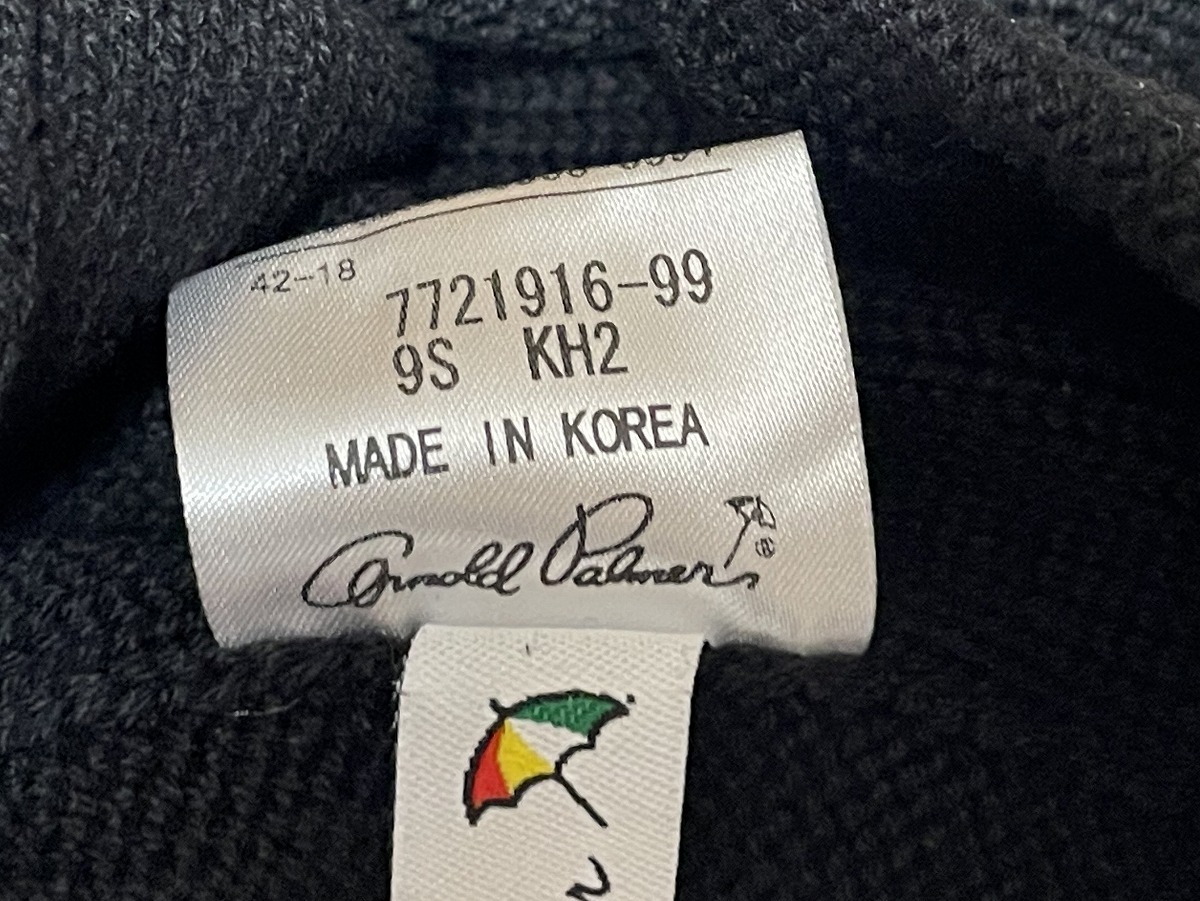 42-18
7721916-99
9S KH2
MADE IN KOREA
Arnold Palmer
®